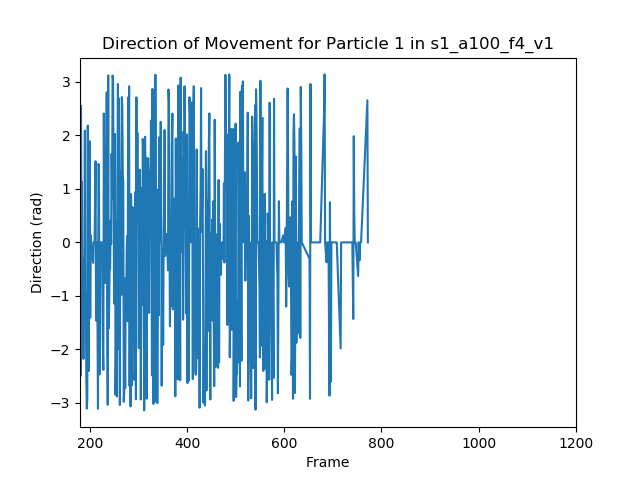 Direction of Movement for Particle 1 in s1_a100_f4_v1
Direction (rad)
3
2
1
0
−1
−2
−3
200 400 600 800 1000 1200
Frame